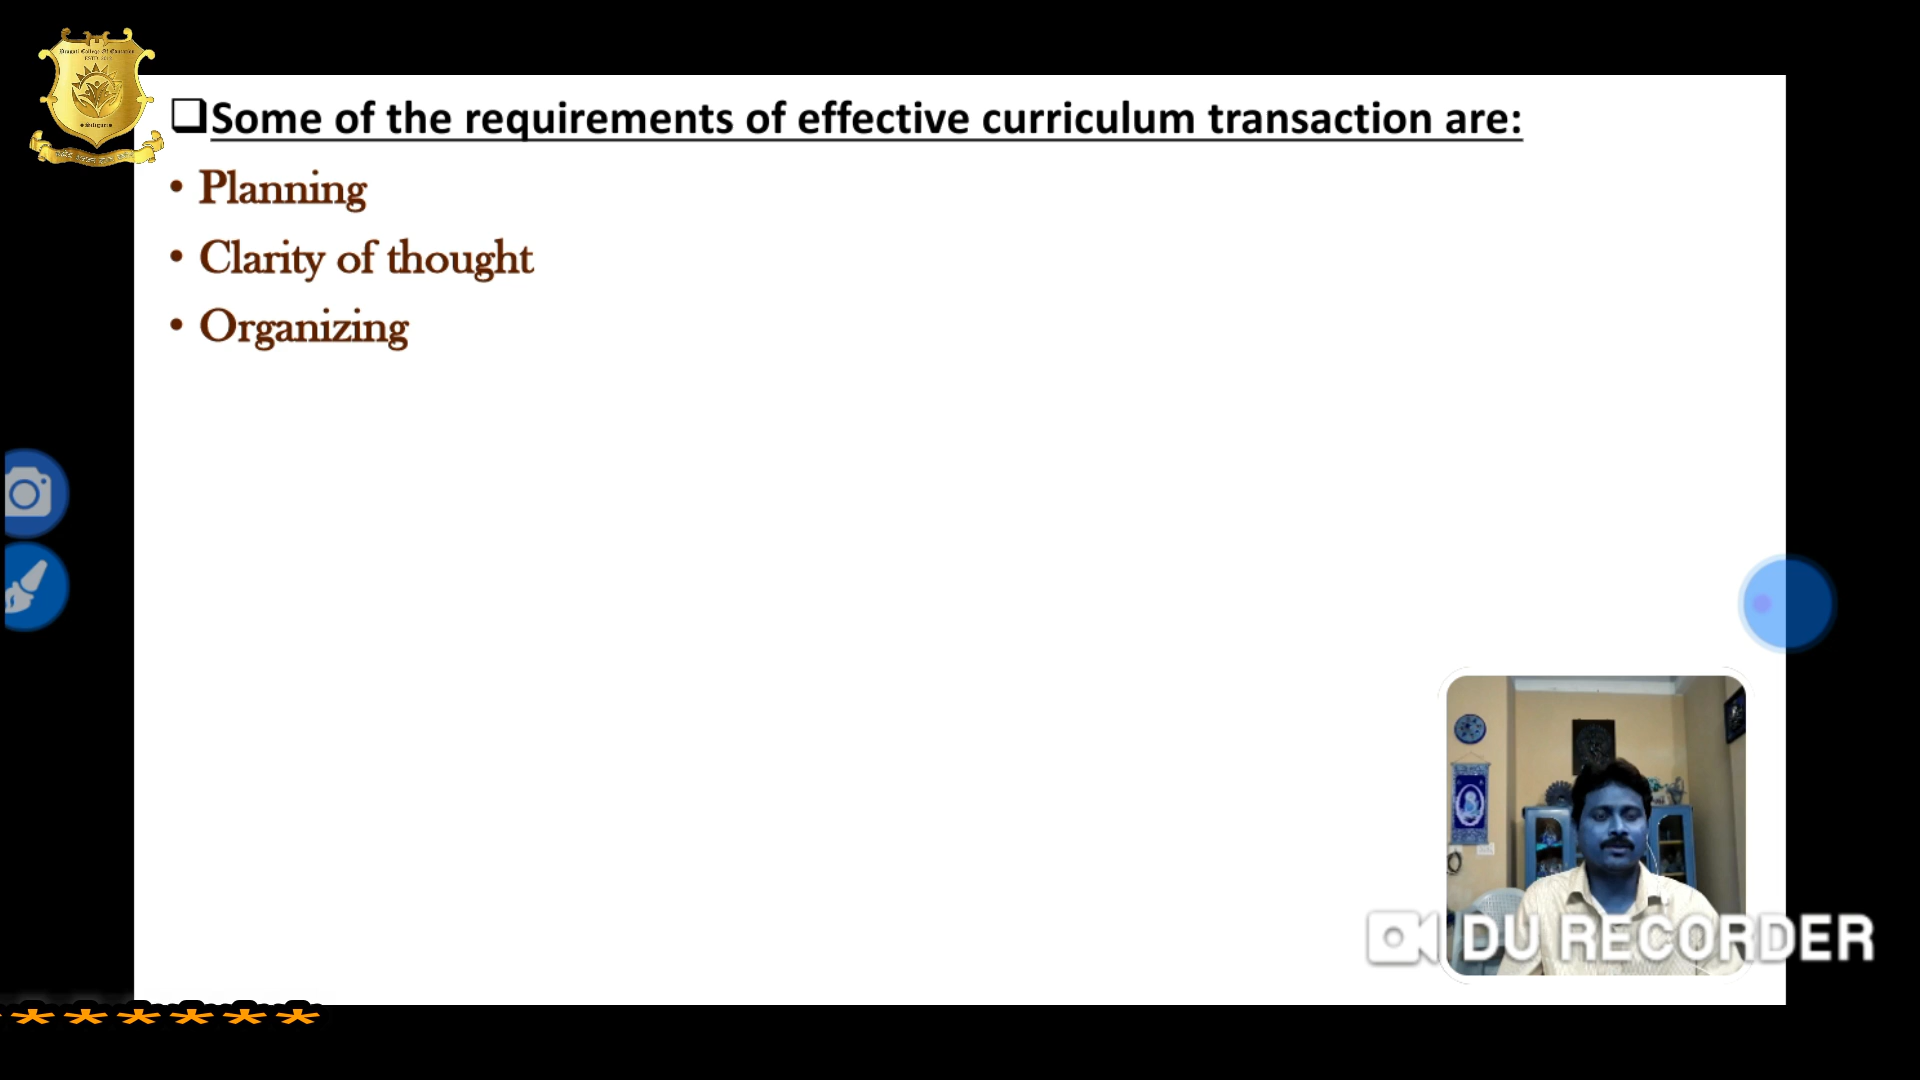 ❑Some of the requirements of effective curriculum transaction are:
• Planning
• Clarity of thought
• Organizing
DU RECORDER